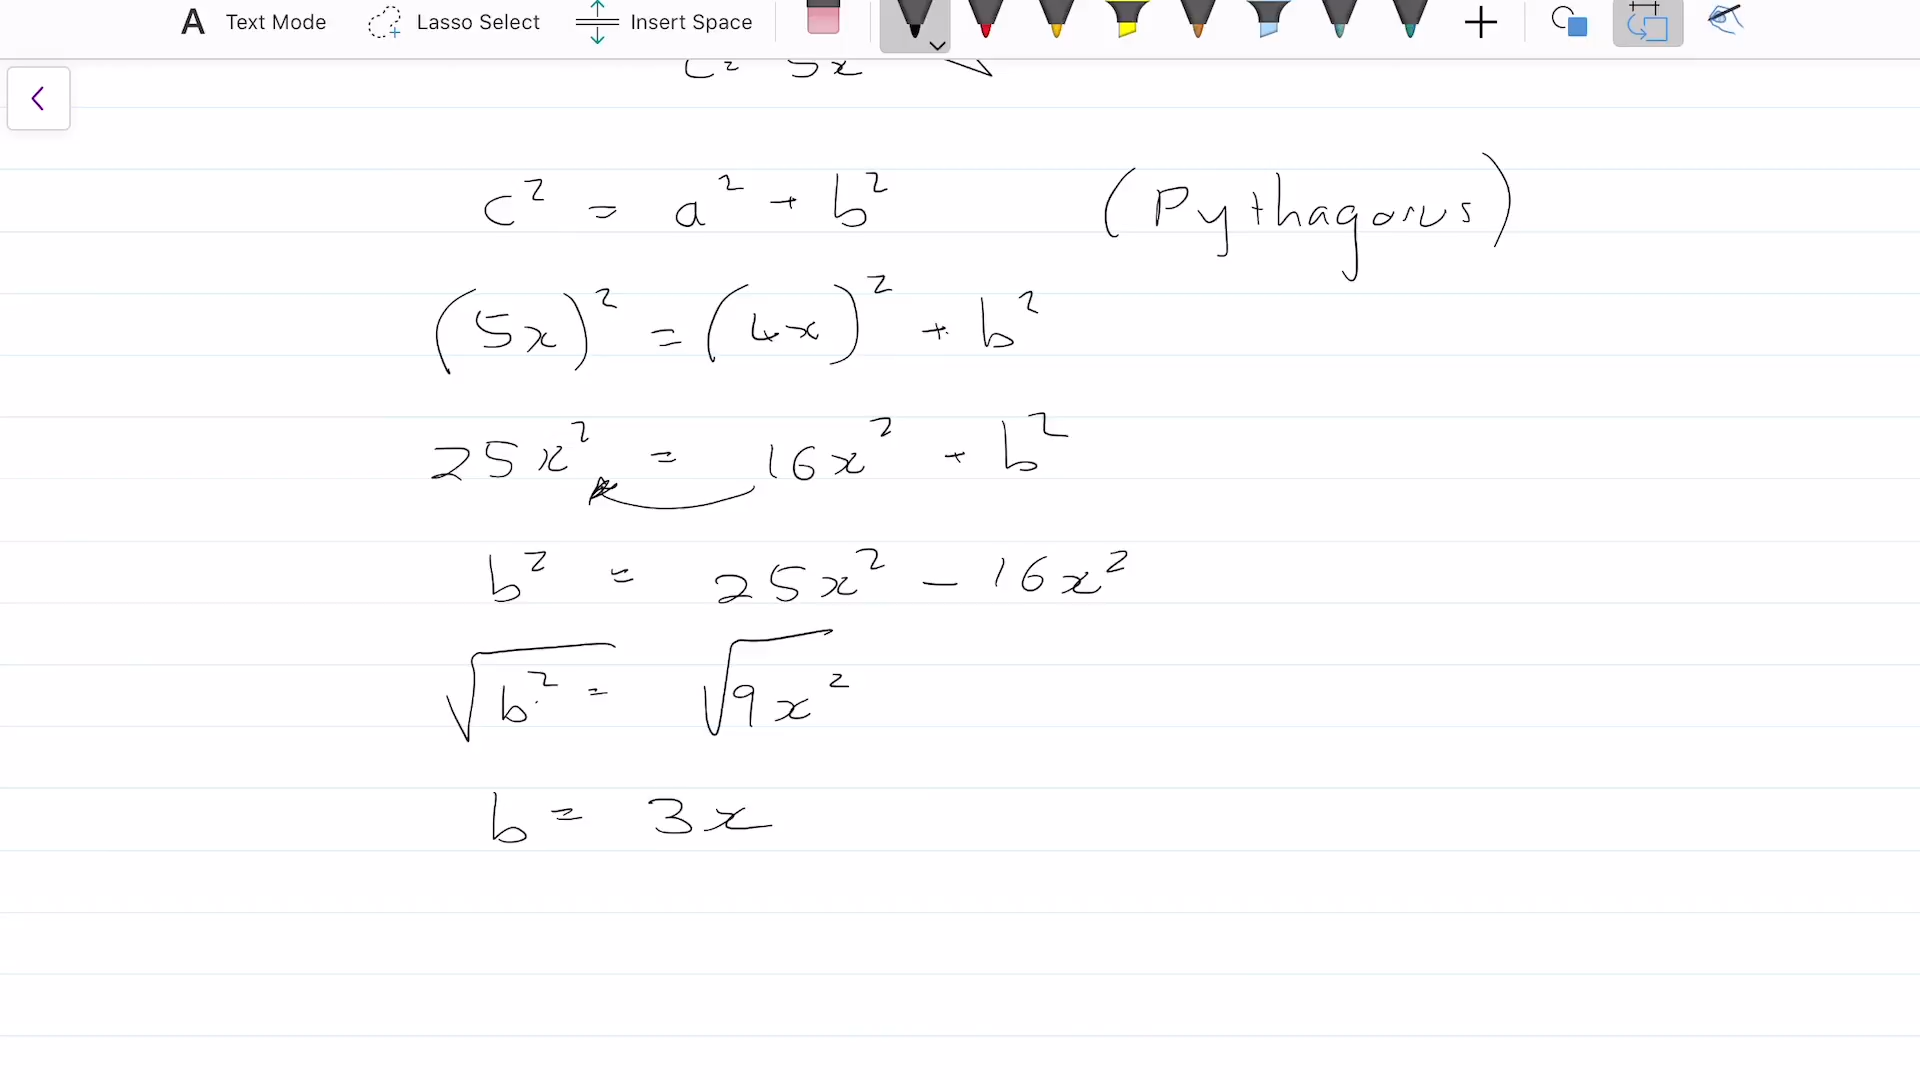 A Text Mode Lasso Select Insert Space
c = 5x
c² = a² + b² (Pythagorus)
(5x)² = (4x)² + b²
25x² = 16x² + b²
b² = 25x² - 16x²
√b² = √9x²
b = 3x